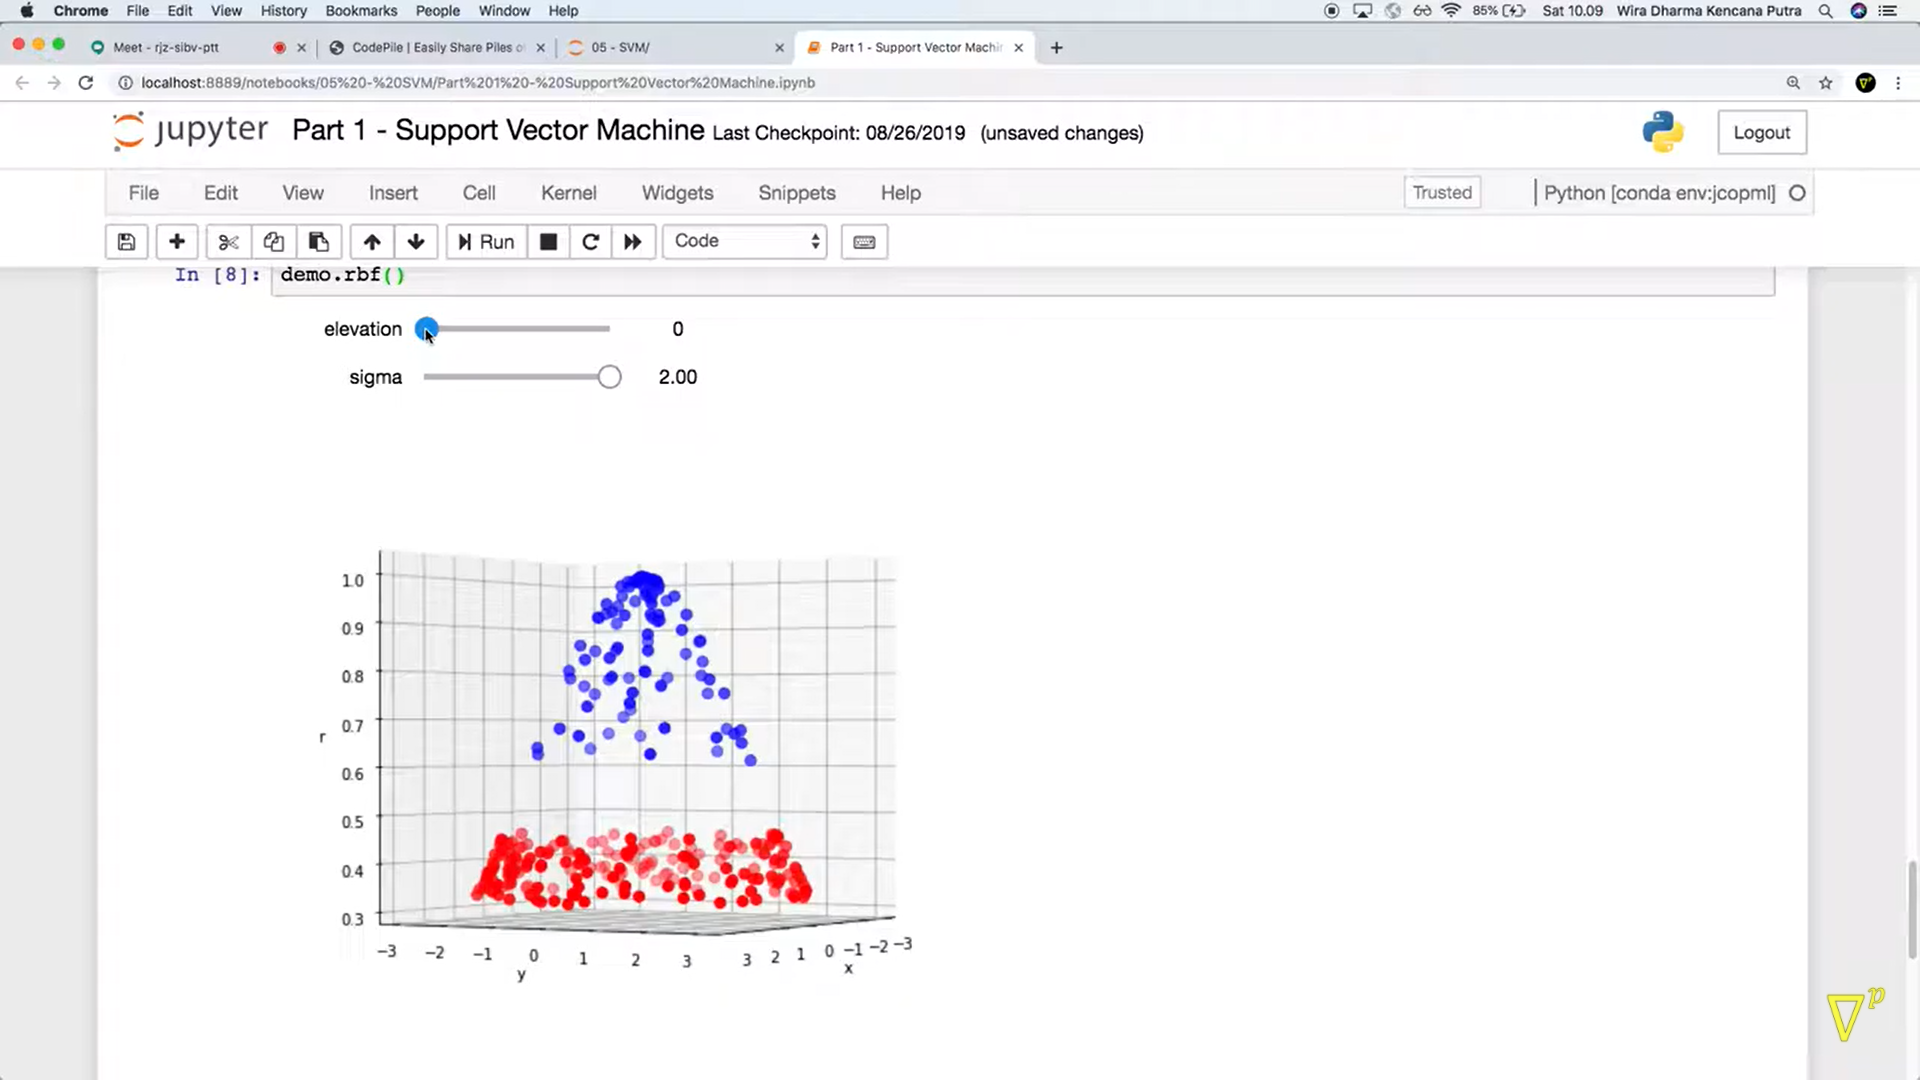 Chrome File Edit View History Bookmarks People Window Help 85% Sat 10.09 Wira Dharma Kencana Putra
Meet - rjz-sibv-ptt CodePile | Easily Share Piles o 05 - SVM/ Part 1 - Support Vector Machin
localhost:8889/notebooks/05%20-%20SVM/Part%201%20-%20Support%20Vector%20Machine.ipynb
jupyter Part 1 - Support Vector Machine Last Checkpoint: 08/26/2019 (unsaved changes) Logout
File Edit View Insert Cell Kernel Widgets Snippets Help Trusted Python [conda env:jcopml]
Run Code
In [8]: demo.rbf()
elevation 0
sigma 2.00
1.0
0.9
0.8
0.7
r
0.6
0.5
0.4
0.3
−3 −2 −1 0 1 2 3 3 2 1 0 −1 −2 −3
y x
p